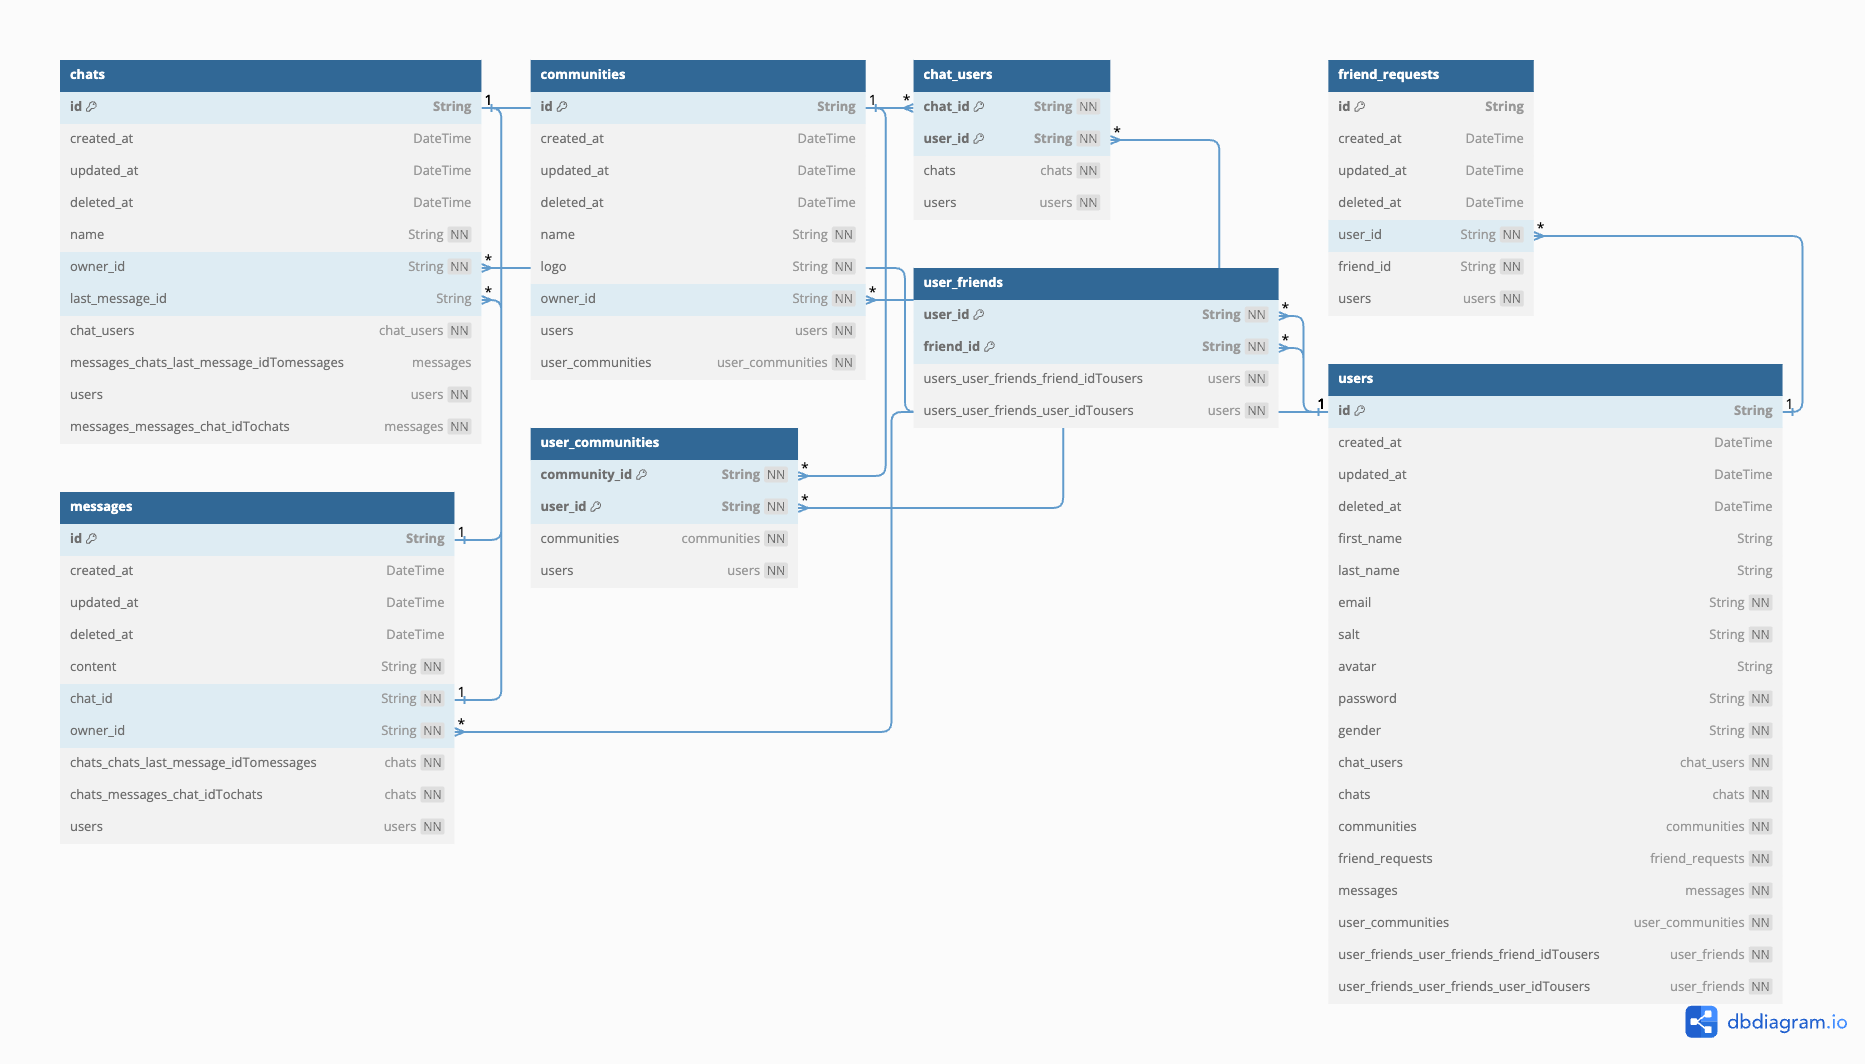 chats
id String
created_at DateTime
updated_at DateTime
deleted_at DateTime
name String NN
owner_id String NN
last_message_id String
chat_users chat_users NN
messages_chats_last_message_idTomessages messages
users users NN
messages_messages_chat_idTochats messages NN
1
*
*
communities
id String
created_at DateTime
updated_at DateTime
deleted_at DateTime
name String NN
logo String NN
owner_id String NN
users users NN
user_communities user_communities NN
1
*
chat_users
chat_id String NN
user_id String NN
chats chats NN
users users NN
*
*
friend_requests
id String
created_at DateTime
updated_at DateTime
deleted_at DateTime
user_id String NN
friend_id String NN
users users NN
*
user_friends
user_id String NN
friend_id String NN
users_user_friends_friend_idTousers users NN
users_user_friends_user_idTousers users NN
*
*
user_communities
community_id String NN
user_id String NN
communities communities NN
users users NN
*
*
messages
id String
created_at DateTime
updated_at DateTime
deleted_at DateTime
content String NN
chat_id String NN
owner_id String NN
chats_chats_last_message_idTomessages chats NN
chats_messages_chat_idTochats chats NN
users users NN
1
1
*
users
id String
created_at DateTime
updated_at DateTime
deleted_at DateTime
first_name String
last_name String
email String NN
salt String NN
avatar String
password String NN
gender String NN
chat_users chat_users NN
chats chats NN
communities communities NN
friend_requests friend_requests NN
messages messages NN
user_communities user_communities NN
user_friends_user_friends_friend_idTousers user_friends NN
user_friends_user_friends_user_idTousers user_friends NN
1
1
dbdiagram.io